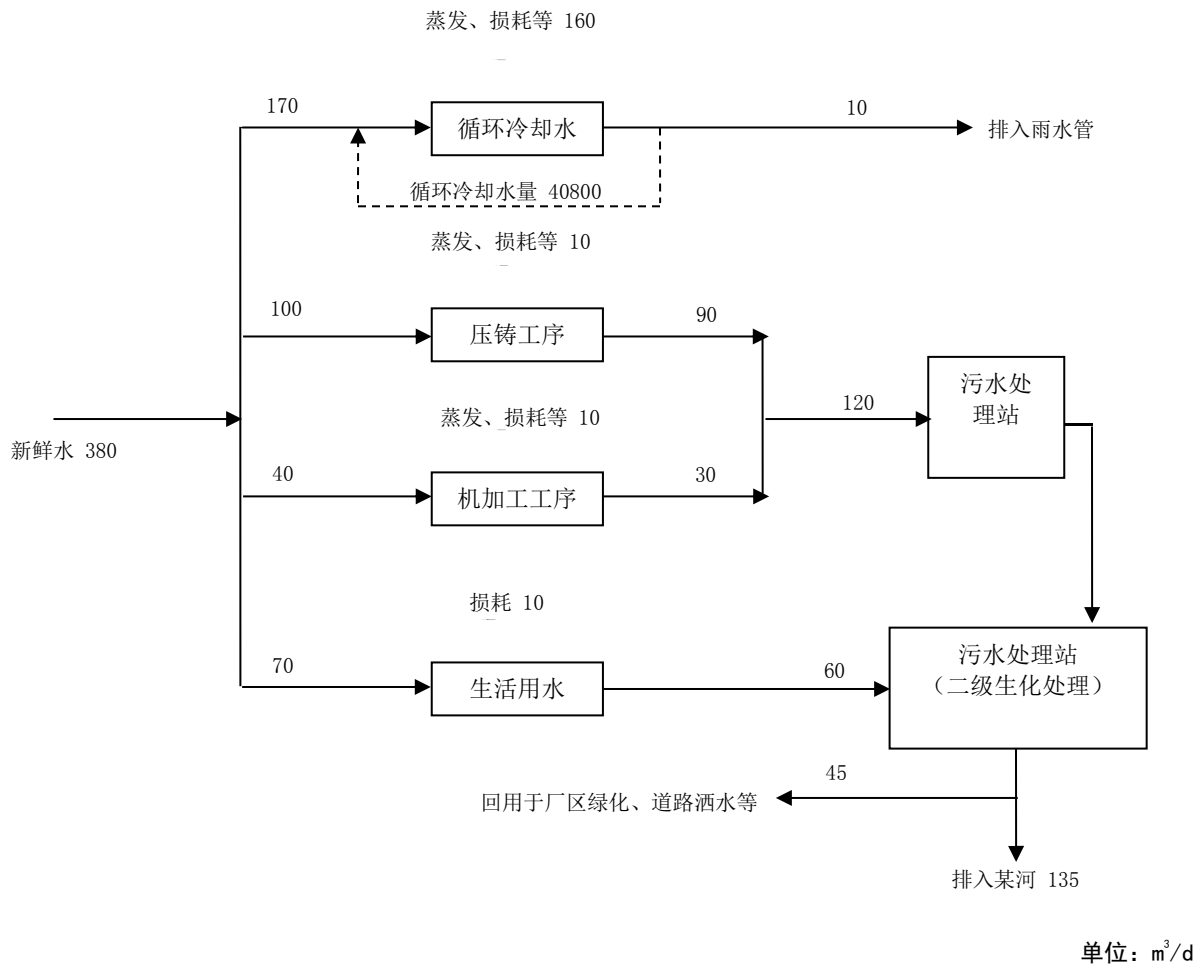 蒸发、损耗等 160
170
循环冷却水
10
排入雨水管
循环冷却水量 40800
蒸发、损耗等 10
100
压铸工序
90
污水处
理站
蒸发、损耗等 10
120
新鲜水 380
40
机加工工序
30
损耗 10
70
生活用水
60
污水处理站
（二级生化处理）
45
回用于厂区绿化、道路洒水等
排入某河 135
单位：m³/d